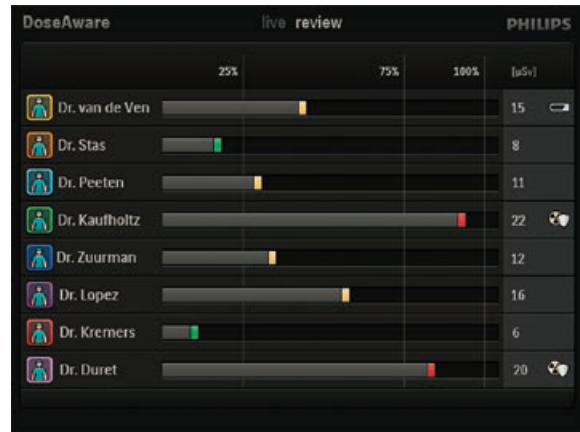 DoseAware live review PHILIPS
25% 75% 100% [µSv]
Dr. van de Ven 15
Dr. Stas 8
Dr. Peeten 11
Dr. Kaufholtz 22
Dr. Zuurman 12
Dr. Lopez 16
Dr. Kremers 6
Dr. Duret 20